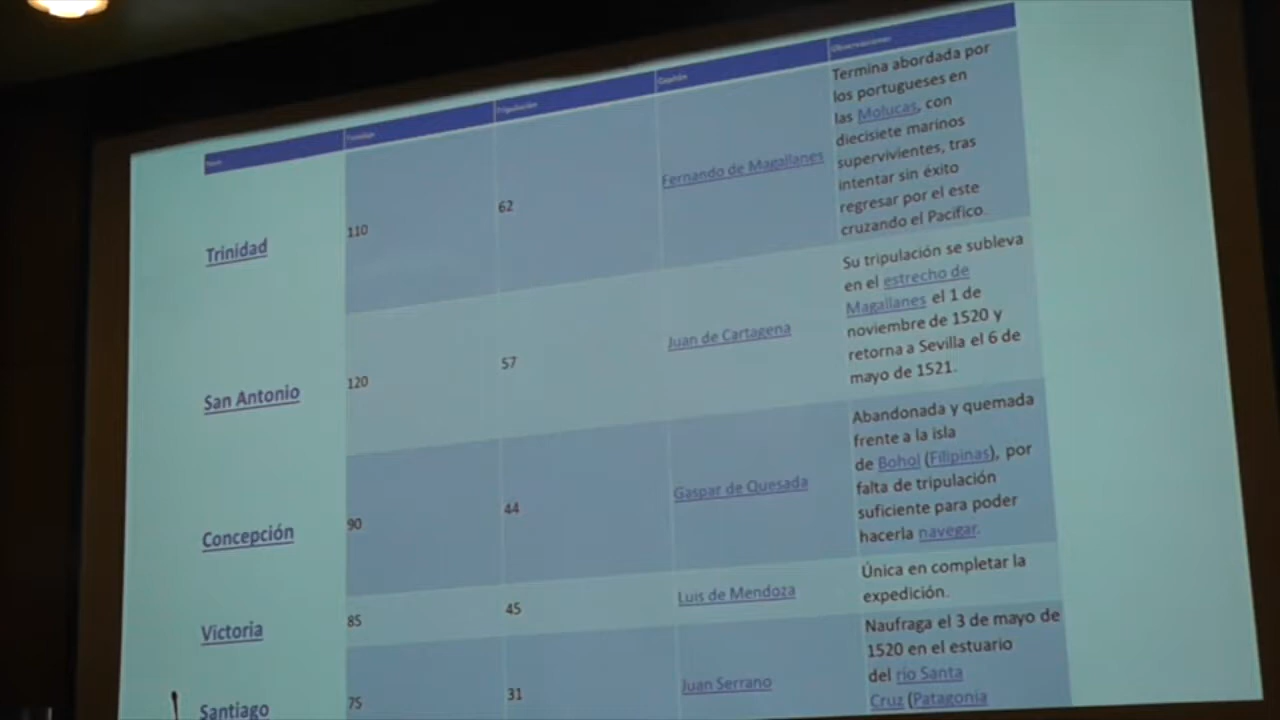 Nave Tonelaje Tripulación Capitán Observaciones
Trinidad
110
62
Fernando de Magallanes
Termina abordada por
los portugueses en
las Molucas, con
diecisiete marinos
supervivientes, tras
intentar sin éxito
regresar por el este
cruzando el Pacífico.
San Antonio
120
57
Juan de Cartagena
Su tripulación se subleva
en el estrecho de
Magallanes el 1 de
noviembre de 1520 y
retorna a Sevilla el 6 de
mayo de 1521.
Concepción
90
44
Gaspar de Quesada
Abandonada y quemada
frente a la isla
de Bohol (Filipinas), por
falta de tripulación
suficiente para poder
hacerla navegar.
Victoria
85
45
Luis de Mendoza
Única en completar la
expedición.
Santiago
75
31
Juan Serrano
Naufraga el 3 de mayo de
1520 en el estuario
del río Santa
Cruz (Patagonia